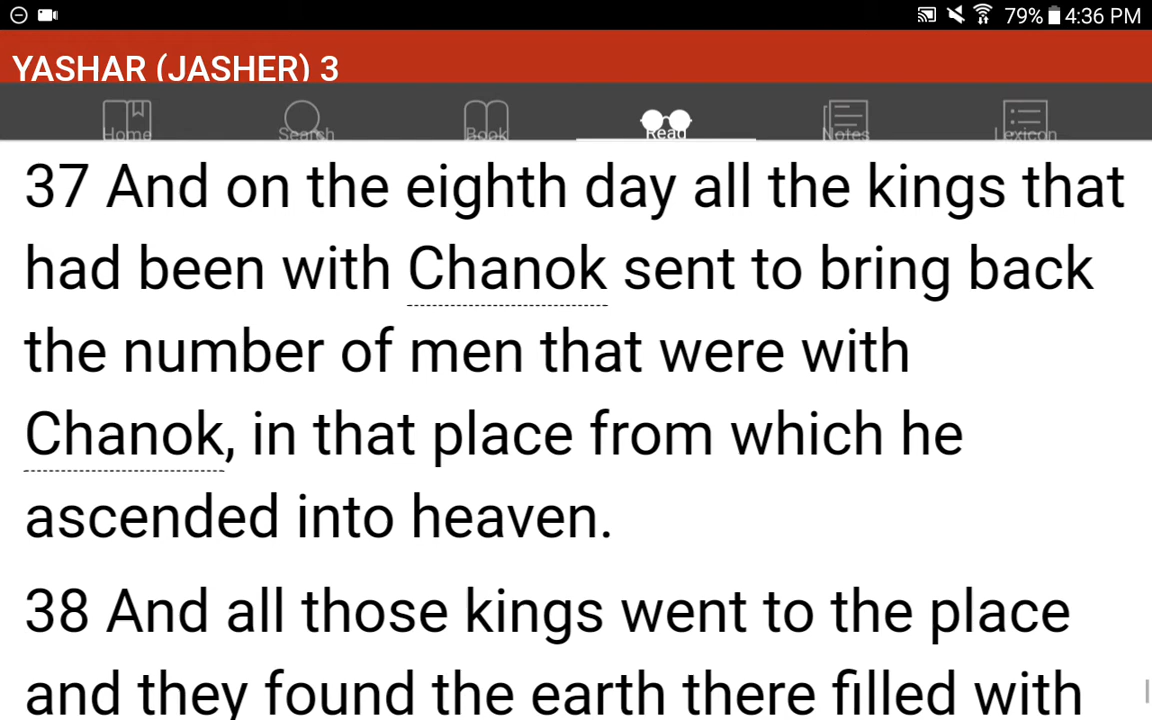 79% 4:36 PM
YASHAR (JASHER) 3
Home Search Book Read Notes Lexicon
37 And on the eighth day all the kings that
had been with Chanok sent to bring back
the number of men that were with
Chanok, in that place from which he
ascended into heaven.
38 And all those kings went to the place
and they found the earth there filled with